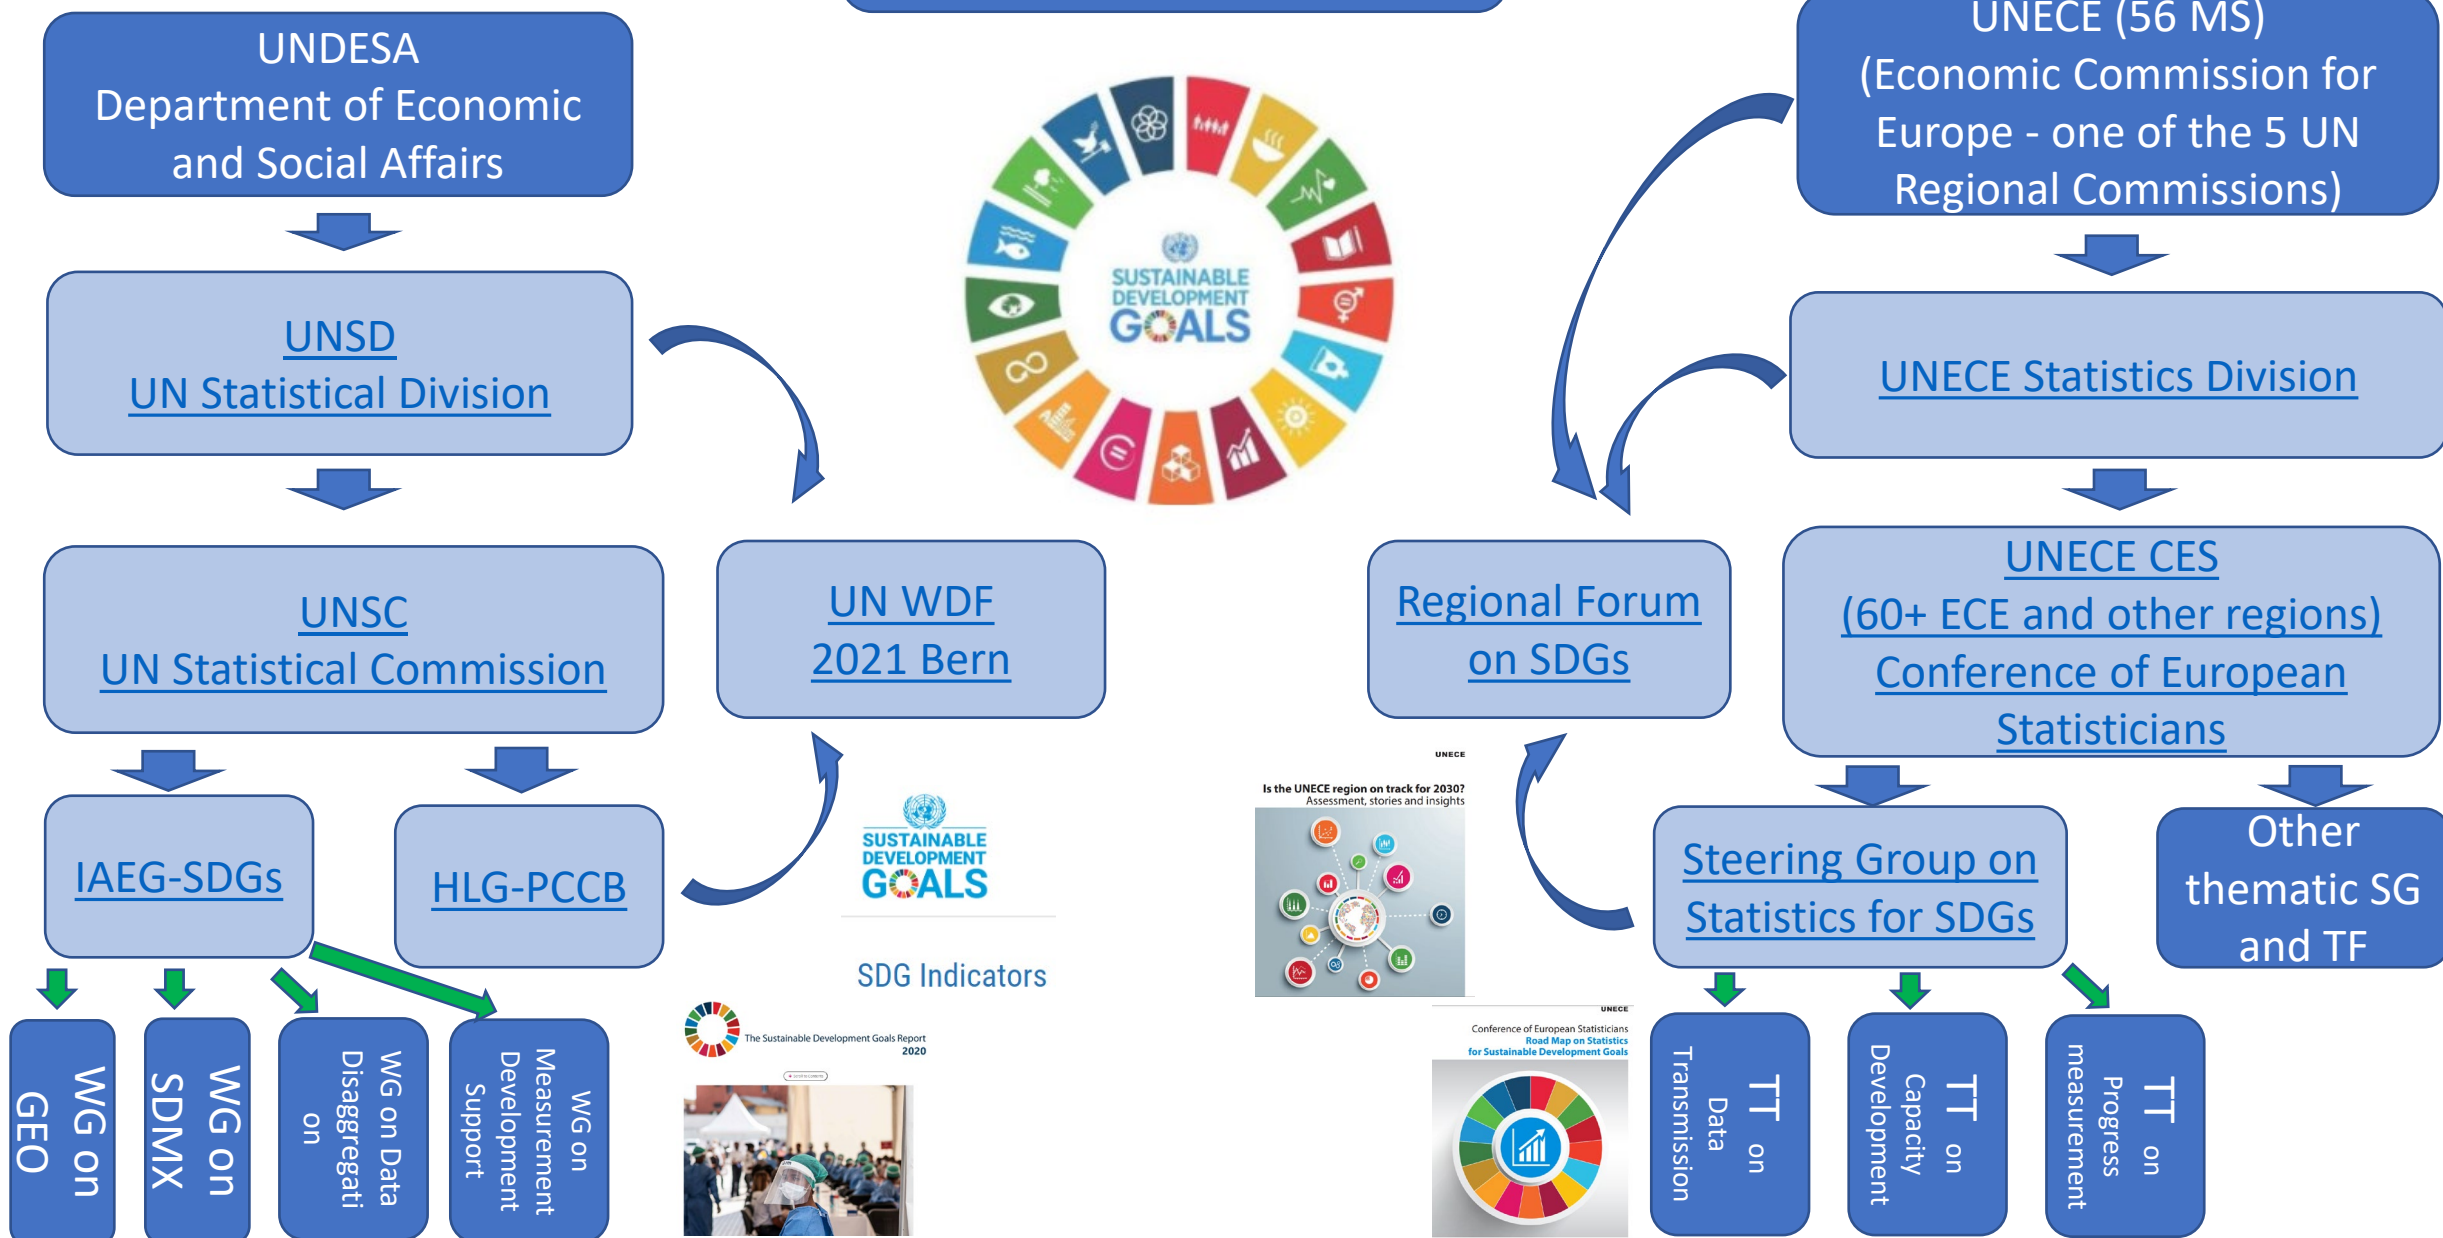 UNDESA
Department of Economic
and Social Affairs
UNECE (56 MS)
(Economic Commission for
Europe - one of the 5 UN
Regional Commissions)
SUSTAINABLE
DEVELOPMENT
GOALS
UNSD
UN Statistical Division
UNECE Statistics Division
UNSC
UN Statistical Commission
UN WDF
2021 Bern
Regional Forum
on SDGs
UNECE CES
(60+ ECE and other regions)
Conference of European
Statisticians
IAEG-SDGs
HLG-PCCB
SUSTAINABLE
DEVELOPMENT
GOALS
SDG Indicators
UNECE
Is the UNECE region on track for 2030?
Assessment, stories and insights
Steering Group on
Statistics for SDGs
Other
thematic SG
and TF
WG on
GEO
WG on
SDMX
WG on Data
Disaggregati
on
WG on
Measurement
Development
Support
The Sustainable Development Goals Report
2020
UNECE
Conference of European Statisticians
Road Map on Statistics
for Sustainable Development Goals
TT on
Data
Transmission
TT on
Capacity
Development
TT on
Progress
measurement